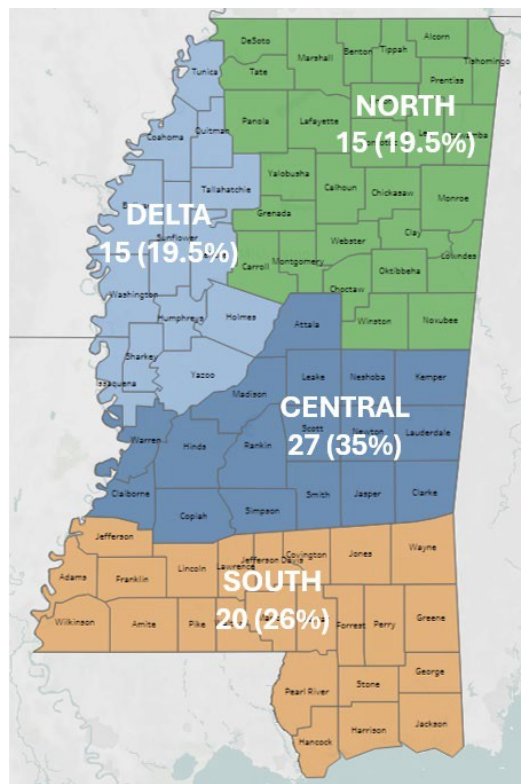 DeSoto
Marshall
Benton
Tippah
Alcorn
Tishomingo
Tunica
Tate
Prentiss
NORTH
15 (19.5%)
Panola
Lafayette
Coahoma
Quitman
Yalobusha
Tallahatchie
Calhoun
Chickasaw
Monroe
DELTA
15 (19.5%)
Sunflower
Grenada
Clay
Webster
Lowndes
Carroll
Montgomery
Oktibbeha
Choctaw
Washington
Humphreys
Holmes
Attala
Winston
Noxubee
Sharkey
Issaquena
Yazoo
Leake
Neshoba
Kemper
Madison
CENTRAL
27 (35%)
Scott
Newton
Lauderdale
Warren
Hinds
Rankin
Claiborne
Copiah
Simpson
Smith
Jasper
Clarke
Jefferson
Jefferson Davis
Covington
Jones
Wayne
Lincoln
Lawrence
Adams
Franklin
SOUTH
20 (26%)
Wilkinson
Amite
Pike
Forrest
Perry
Greene
George
Pearl River
Stone
Hancock
Harrison
Jackson